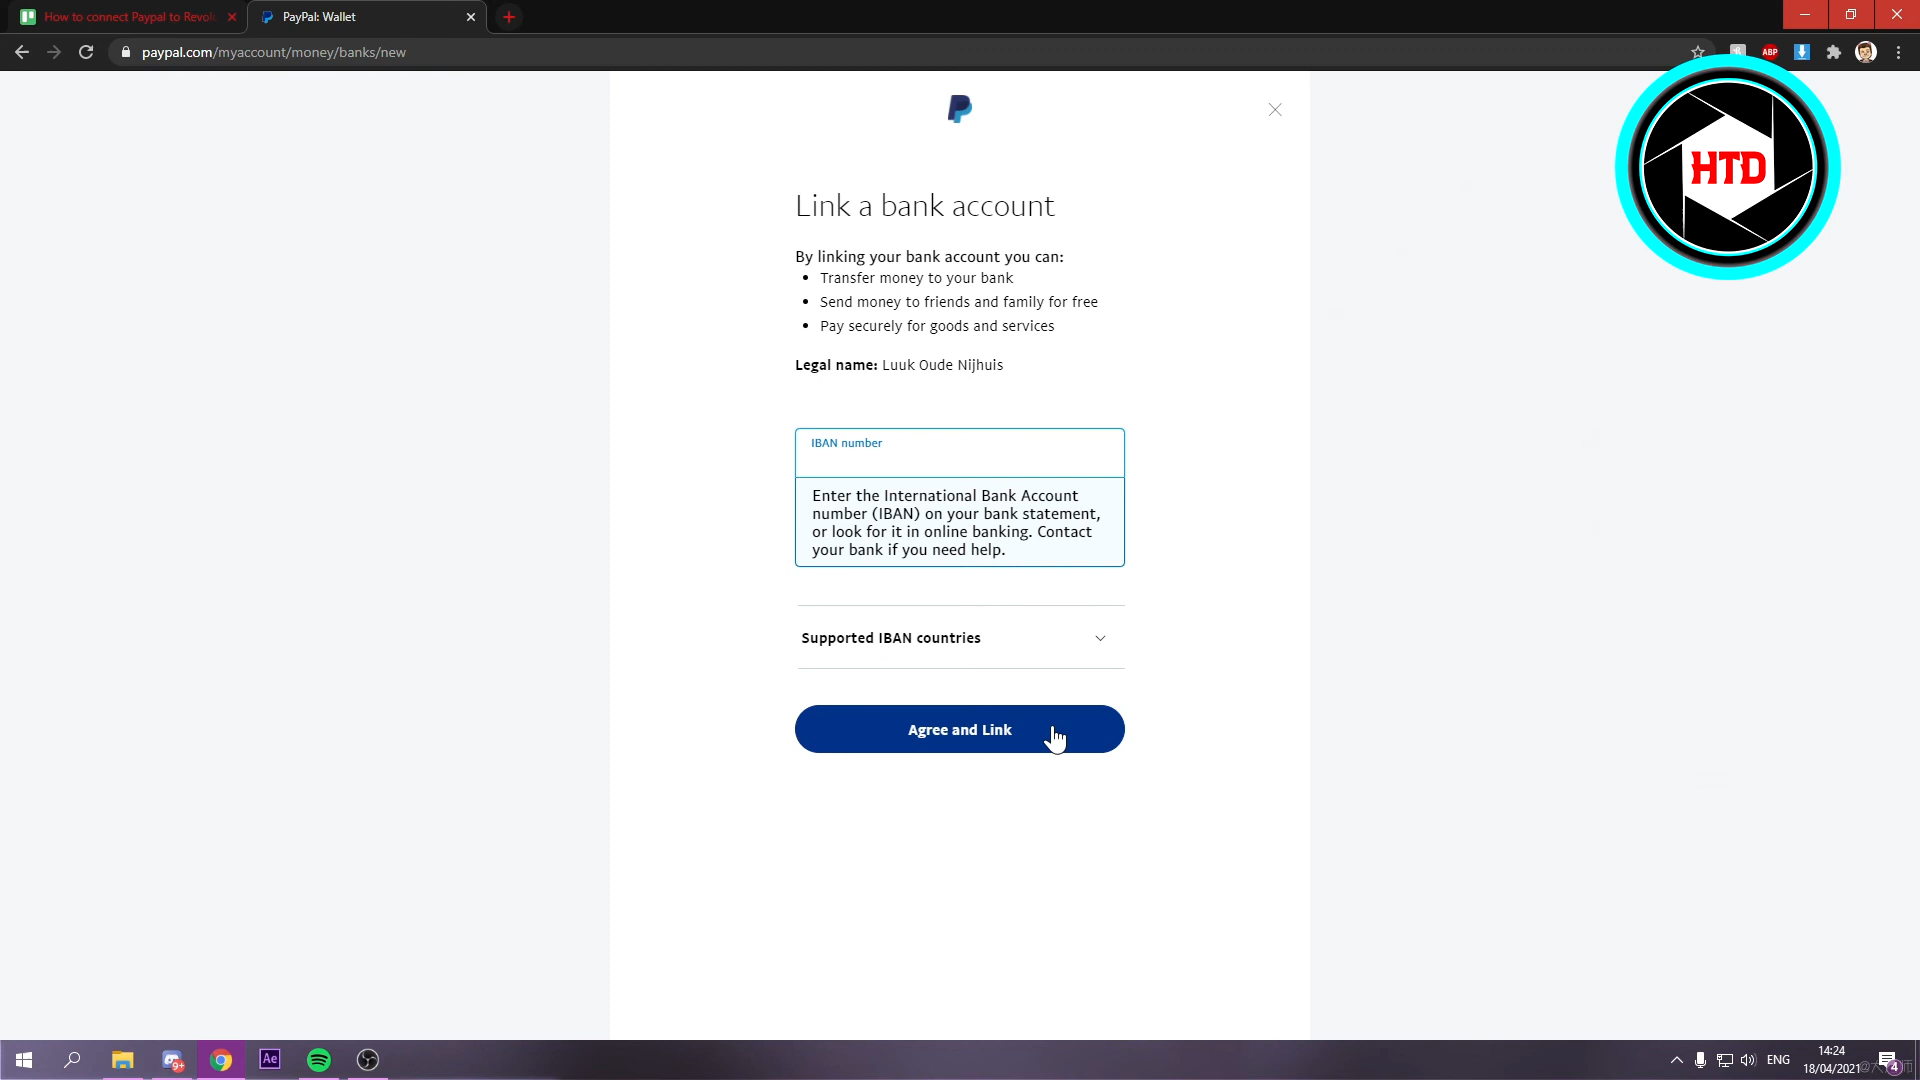 How to connect Paypal to Revol
PayPal: Wallet
paypal.com/myaccount/money/banks/new
ABP
HTD
Link a bank account
By linking your bank account you can:
• Transfer money to your bank
• Send money to friends and family for free
• Pay securely for goods and services
Legal name: Luuk Oude Nijhuis
IBAN number
Enter the International Bank Account
number (IBAN) on your bank statement,
or look for it in online banking. Contact
your bank if you need help.
Supported IBAN countries
Agree and Link
9+
Ae
ENG
14:24
18/04/2021
4